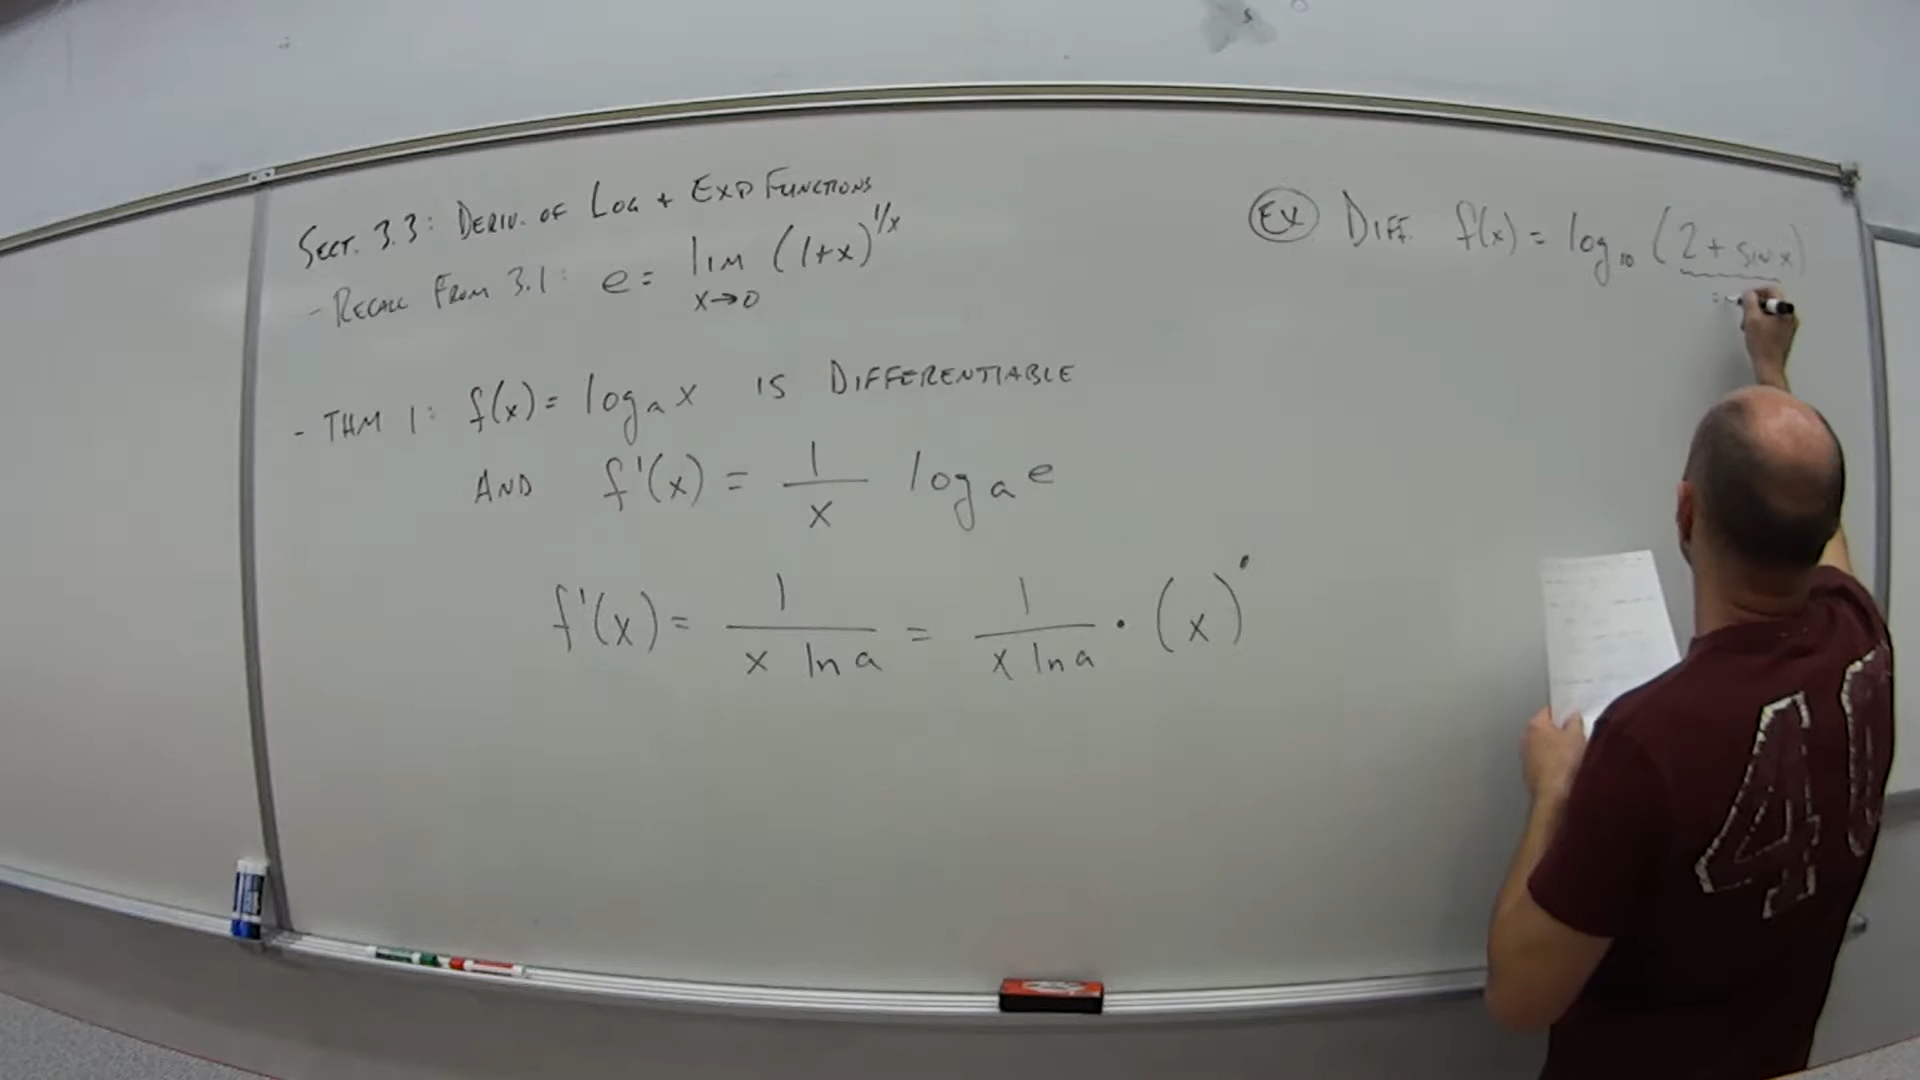 SECT. 3.3: DERIV. OF LOG + EXP FUNCTIONS
- RECALL FROM 3.1: e = lim x→0 (1+x)^1/x
- THM 1: f(x) = log_a x IS DIFFERENTIABLE
AND f'(x) = 1/x log_a e
f'(x) = 1/(x ln a) = 1/(x ln a) · (x)'
EX DIFF. f(x) = log_10 (2 + sin x)
=
40